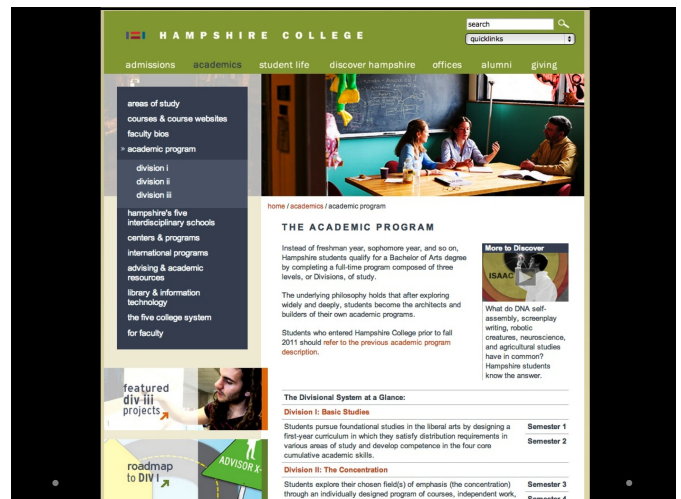 HAMPSHIRE COLLEGE
search
quicklinks
admissions academics student life discover hampshire offices alumni giving
areas of study
courses & course websites
faculty bios
» academic program
division i
division ii
division iii
hampshire's five
interdisciplinary schools
centers & programs
international programs
advising & academic
resources
library & information
technology
the five college system
for faculty
featured
div iii
projects
roadmap
to DIV I
ADVISOR X
home / academics / academic program
THE ACADEMIC PROGRAM
Instead of freshman year, sophomore year, and so on,
Hampshire students qualify for a Bachelor of Arts degree
by completing a full-time program composed of three
levels, or Divisions, of study.
The underlying philosophy holds that after exploring
widely and deeply, students become the architects and
builders of their own academic programs.
Students who entered Hampshire College prior to fall
2011 should refer to the previous academic program
description.
More to Discover
ISAAC
What do DNA self-
assembly, screenplay
writing, robotic
creatures, neuroscience,
and agricultural studies
have in common?
Hampshire students
know the answer.
The Divisional System at a Glance:
Division I: Basic Studies
Students pursue foundational studies in the liberal arts by designing a
first-year curriculum in which they satisfy distribution requirements in
various areas of study and develop competence in the four core
cumulative academic skills.
Semester 1
Semester 2
Division II: The Concentration
Students explore their chosen field(s) of emphasis (the concentration)
through an individually designed program of courses, independent work,
Semester 3
Semester 4